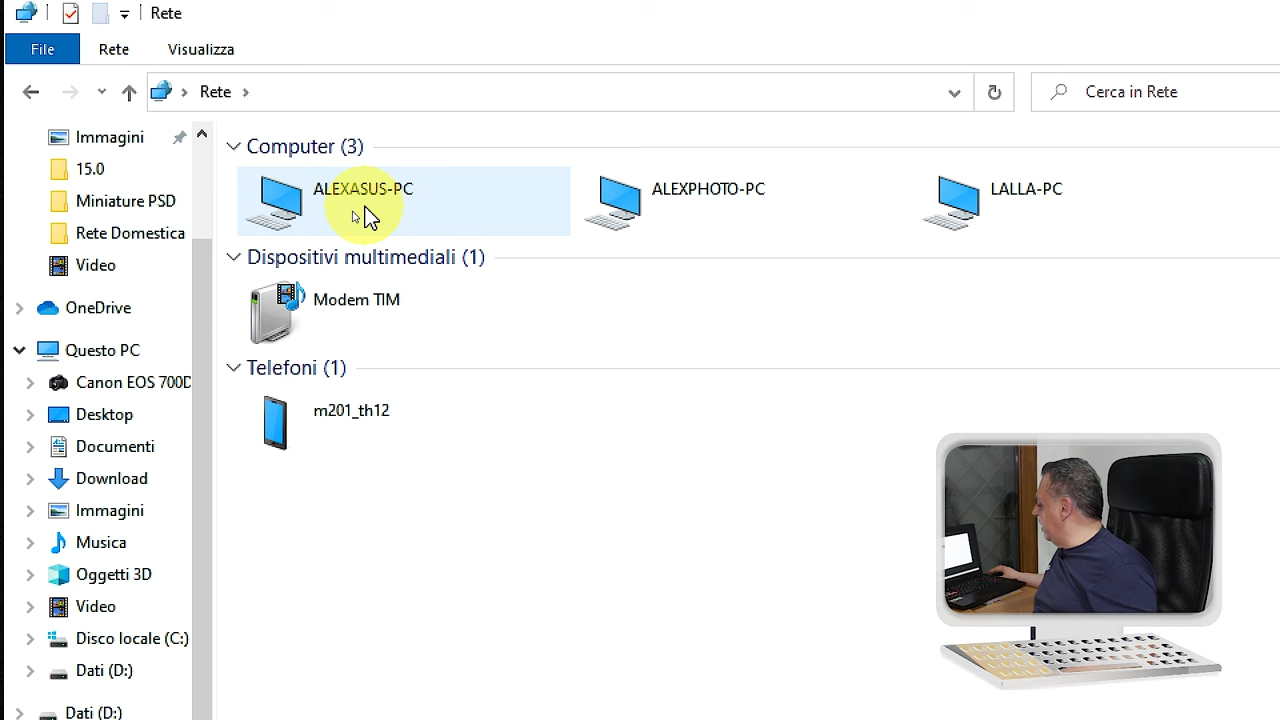 Rete
File Rete Visualizza
Rete
Cerca in Rete
Immagini
15.0
Miniature PSD
Rete Domestica
Video
OneDrive
Questo PC
Canon EOS 700D
Desktop
Documenti
Download
Immagini
Musica
Oggetti 3D
Video
Disco locale (C:)
Dati (D:)
Dati (D:)
Computer (3)
ALEXASUS-PC ALEXPHOTO-PC LALLA-PC
Dispositivi multimediali (1)
Modem TIM
Telefoni (1)
m201_th12